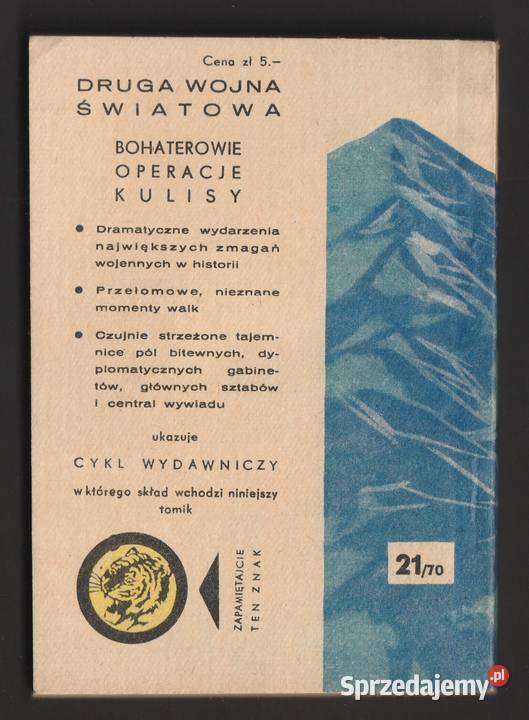 Cena zł 5.–
DRUGA WOJNA
ŚWIATOWA
BOHATEROWIE
OPERACJE
KULISY
● Dramatyczne wydarzenia
największych zmagań
wojennych w historii
● Przełomowe, nieznane
momenty walk
● Czujnie strzeżone tajem-
nice pól bitewnych, dy-
plomatycznych gabine-
tów, głównych sztabów
i central wywiadu
ukazuje
CYKL WYDAWNICZY
w którego skład wchodzi niniejszy
tomik
ZAPAMIĘTAJCIE
TEN ZNAK
21/70
Sprzedajemy.pl